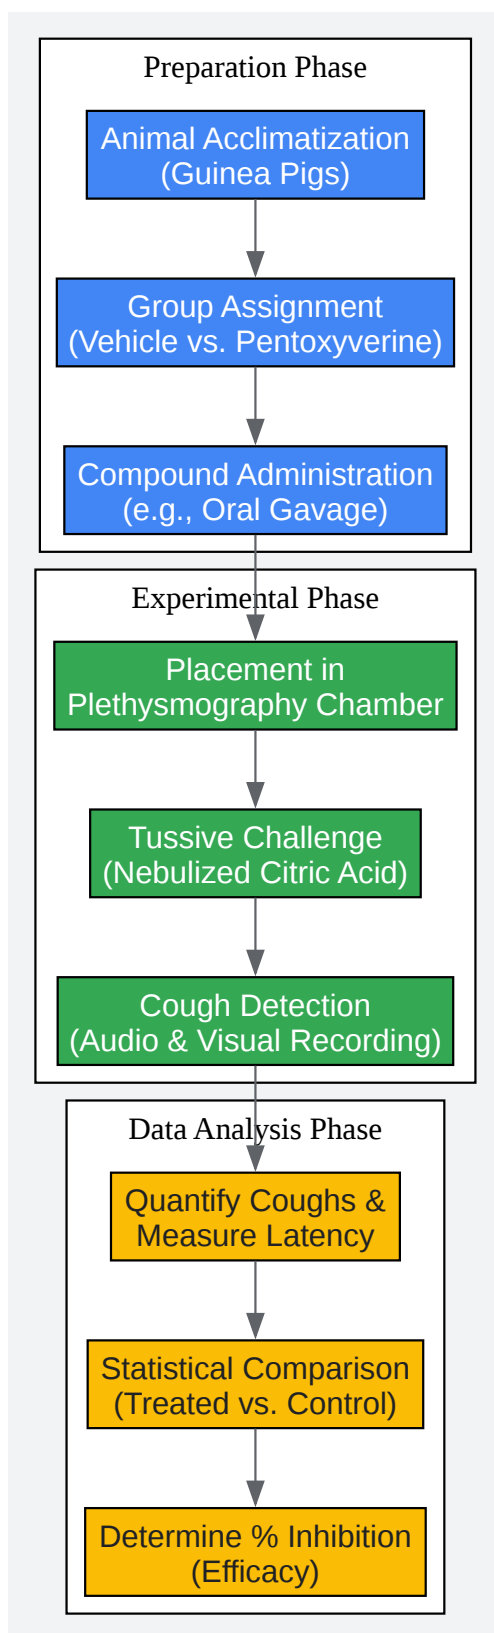 Preparation Phase
Animal Acclimatization
(Guinea Pigs)
Group Assignment
(Vehicle vs. Pentoxyverine)
Compound Administration
(e.g., Oral Gavage)
Experimental Phase
Placement in
Plethysmography Chamber
Tussive Challenge
(Nebulized Citric Acid)
Cough Detection
(Audio & Visual Recording)
Data Analysis Phase
Quantify Coughs &
Measure Latency
Statistical Comparison
(Treated vs. Control)
Determine % Inhibition
(Efficacy)